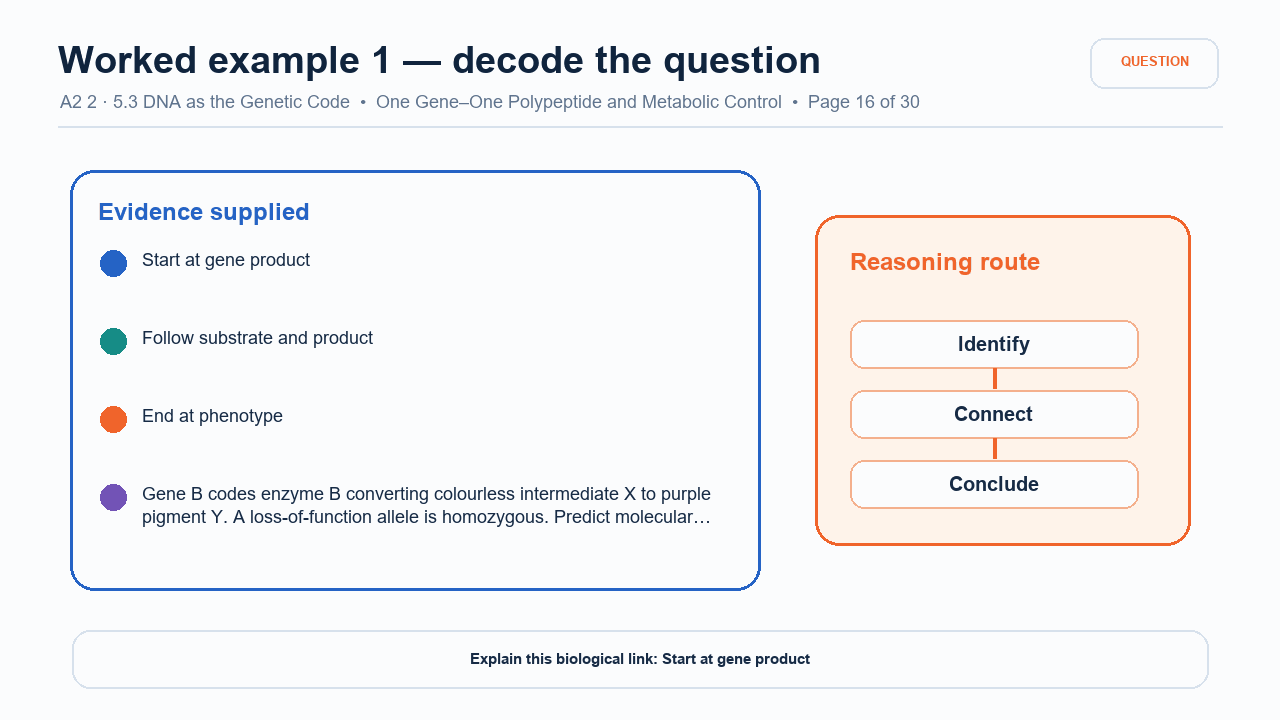 Worked example 1 — decode the question
QUESTION
A2 2 · 5.3 DNA as the Genetic Code • One Gene–One Polypeptide and Metabolic Control • Page 16 of 30
Evidence supplied
Start at gene product
Follow substrate and product
End at phenotype
Gene B codes enzyme B converting colourless intermediate X to purple
pigment Y. A loss-of-function allele is homozygous. Predict molecular…
Reasoning route
Identify
Connect
Conclude
Explain this biological link: Start at gene product